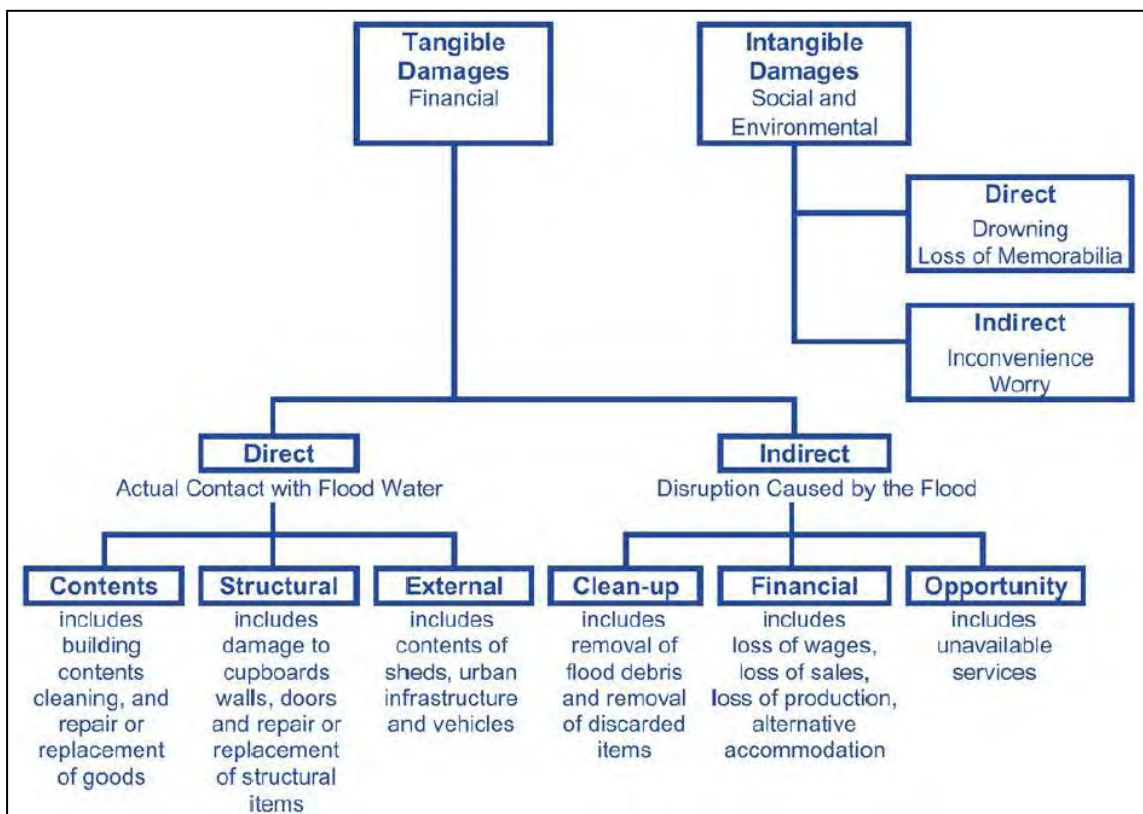 Tangible
Damages
Financial
Intangible
Damages
Social and
Environmental
Direct
Drowning
Loss of Memorabilia
Indirect
Inconvenience
Worry
Direct
Actual Contact with Flood Water
Indirect
Disruption Caused by the Flood
Contents
includes
building
contents
cleaning, and
repair or
replacement
of goods
Structural
includes
damage to
cupboards
walls, doors
and repair or
replacement
of structural
items
External
includes
contents of
sheds, urban
infrastructure
and vehicles
Clean-up
includes
removal of
flood debris
and removal
of discarded
items
Financial
includes
loss of wages,
loss of sales,
loss of production,
alternative
accommodation
Opportunity
includes
unavailable
services